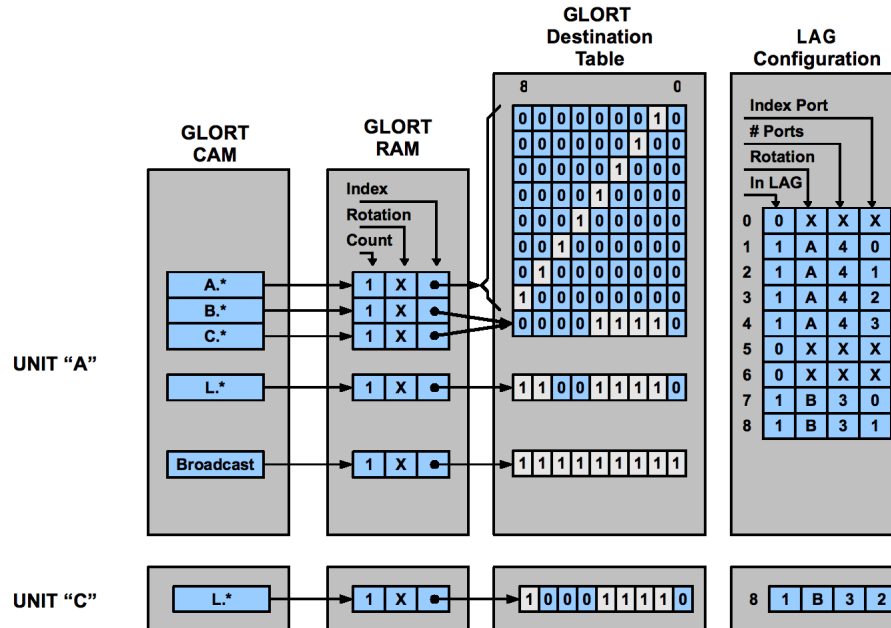 GLORT
Destination
Table
LAG
Configuration
GLORT
CAM
GLORT
RAM
8 0
Index
Rotation
Count
Index Port
# Ports
Rotation
In LAG
0 0 0 0 0 0 0 1 0
0 0 0 0 0 0 1 0 0
0 0 0 0 0 1 0 0 0
0 0 0 0 1 0 0 0 0
0 0 0 1 0 0 0 0 0
0 0 1 0 0 0 0 0 0
0 1 0 0 0 0 0 0 0
1 0 0 0 0 0 0 0 0
0 0 0 0 1 1 1 1 0
0 0 X X X
1 1 A 4 0
2 1 A 4 1
3 1 A 4 2
4 1 A 4 3
5 0 X X X
6 0 X X X
7 1 B 3 0
8 1 B 3 1
A.* 1 X
B.* 1 X
C.* 1 X
UNIT “A”
L.* 1 X 1 1 0 0 1 1 1 1 0
Broadcast 1 X 1 1 1 1 1 1 1 1 1
UNIT “C”
L.* 1 X 1 0 0 0 1 1 1 1 0 8 1 B 3 2